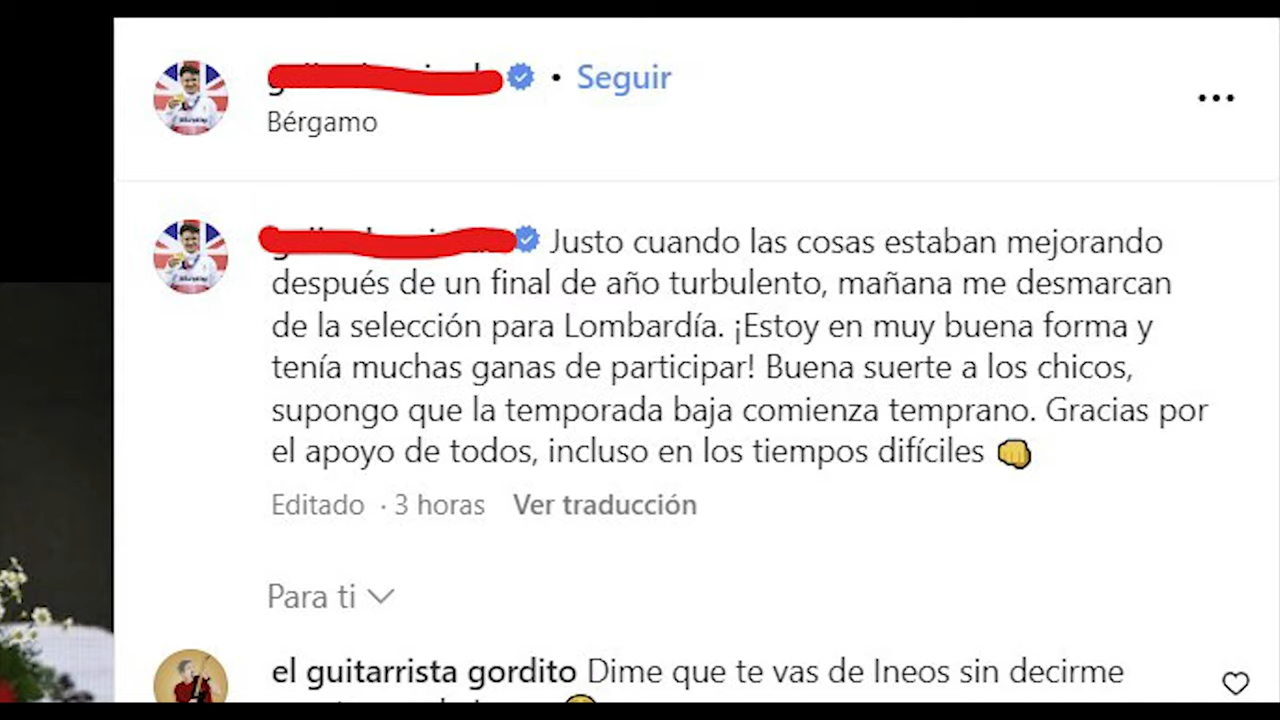 Seguir
Bérgamo
Justo cuando las cosas estaban mejorando
después de un final de año turbulento, mañana me desmarcan
de la selección para Lombardía. ¡Estoy en muy buena forma y
tenía muchas ganas de participar! Buena suerte a los chicos,
supongo que la temporada baja comienza temprano. Gracias por
el apoyo de todos, incluso en los tiempos difíciles
Editado · 3 horas Ver traducción
Para ti
el guitarrista gordito Dime que te vas de Ineos sin decirme